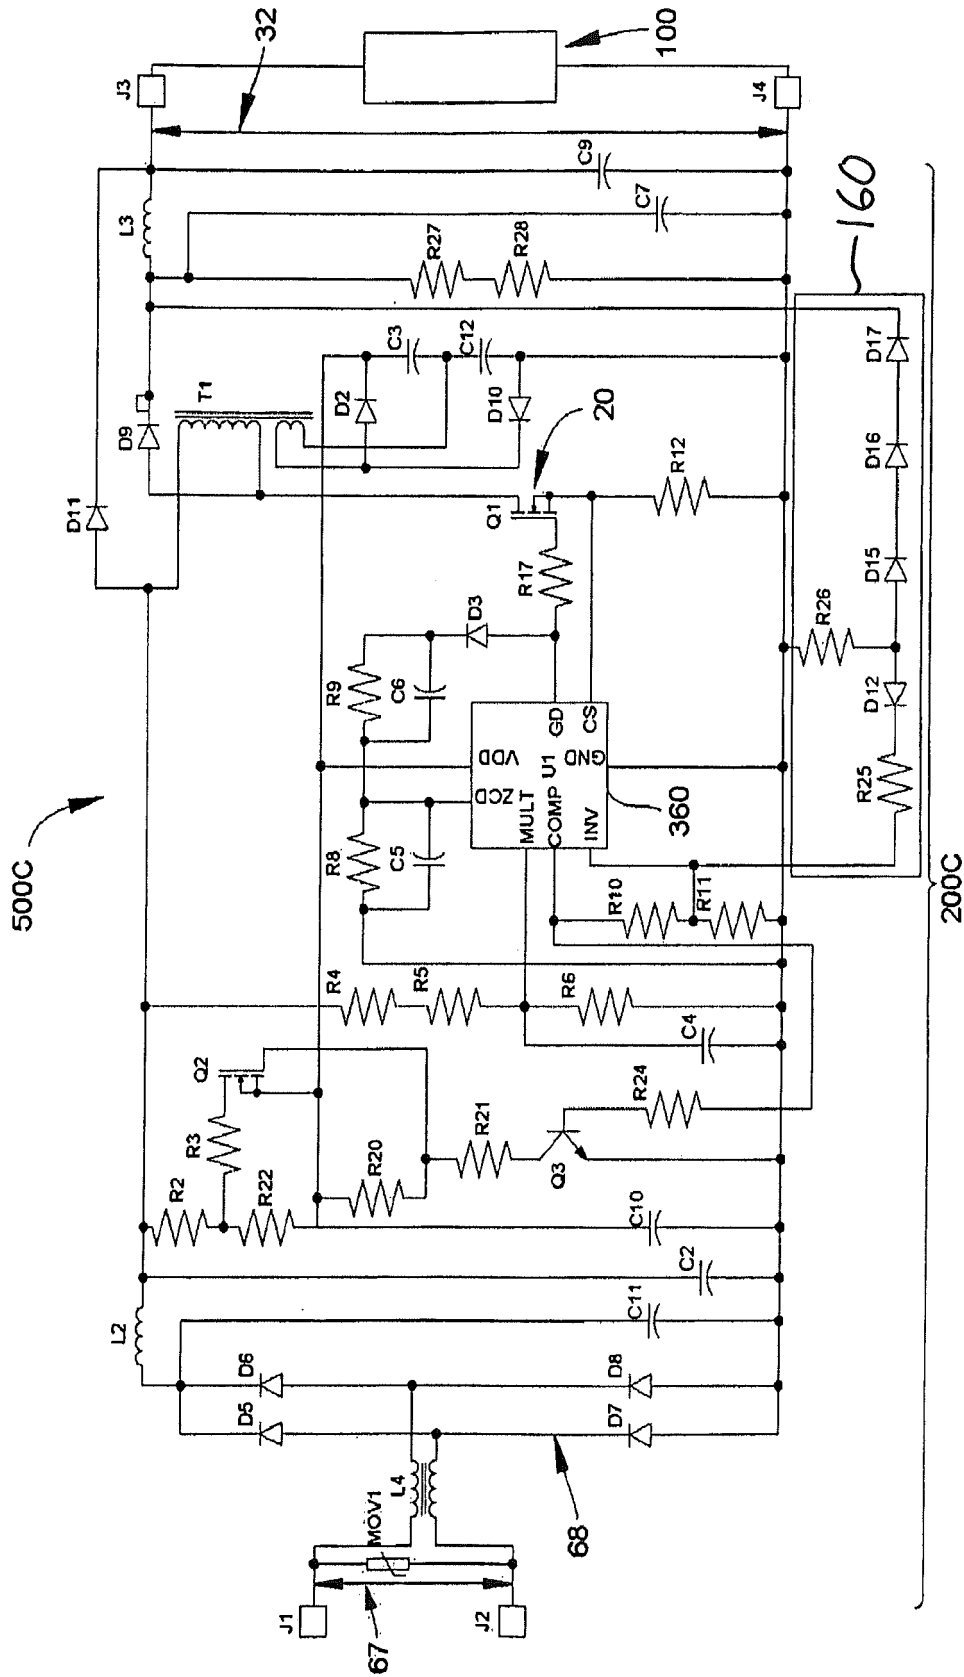 500C
32
J3
L3
D11
D9
T1
C9
C7
R27
R28
C3
C12
D2
D10
100
J4
20
Q1
R12
R17
D3
R9
C6
R8
C5
VDD
ZCD
MULT
COMP
INV
U1
GD
CS
GND
360
R10
R11
R4
R5
R6
C4
Q2
R3
R2
R22
R20
R21
Q3
R24
C10
C2
C11
L2
D6
D5
D8
D7
L4
MOV1
J1
J2
67
68
160
D17
D16
D15
R26
D12
R25
200C